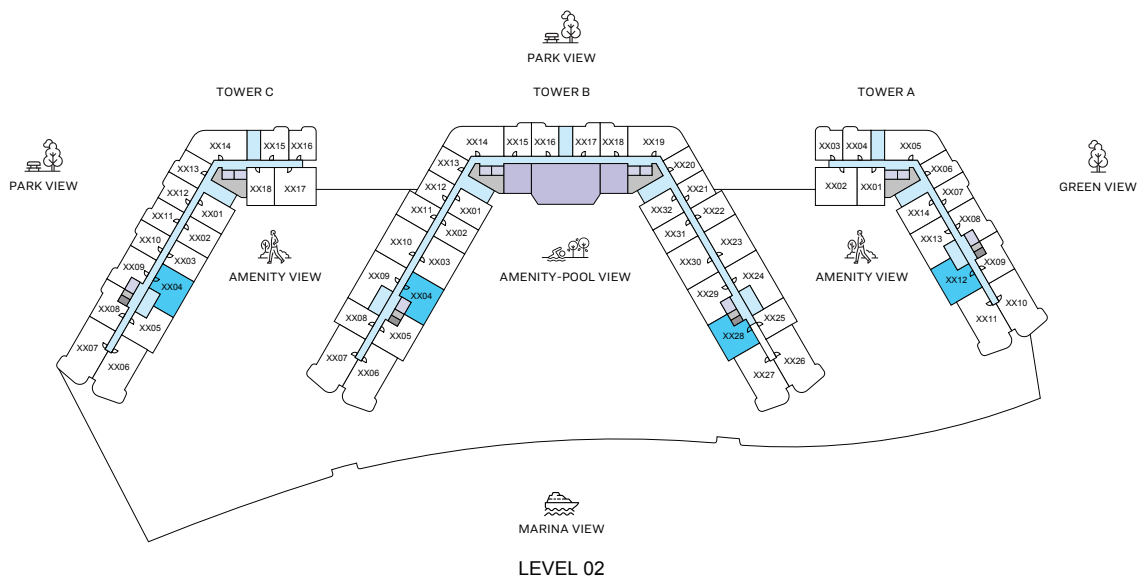 PARK VIEW
TOWER C
TOWER B
TOWER A
PARK VIEW
GREEN VIEW
XX14
XX15
XX16
XX13
XX18
XX17
XX12
XX01
XX11
XX02
XX10
XX03
XX09
XX04
XX08
XX05
XX07
XX06
AMENITY VIEW
XX14
XX15
XX16
XX17
XX18
XX19
XX13
XX20
XX12
XX01
XX21
XX11
XX02
XX32
XX22
XX10
XX03
XX31
XX23
XX09
XX04
XX30
XX24
XX08
XX05
XX29
XX25
XX07
XX06
XX28
XX26
XX27
AMENITY-POOL VIEW
XX03
XX04
XX05
XX02
XX01
XX06
XX07
XX14
XX08
XX13
XX09
XX12
XX10
XX11
AMENITY VIEW
MARINA VIEW
LEVEL 02